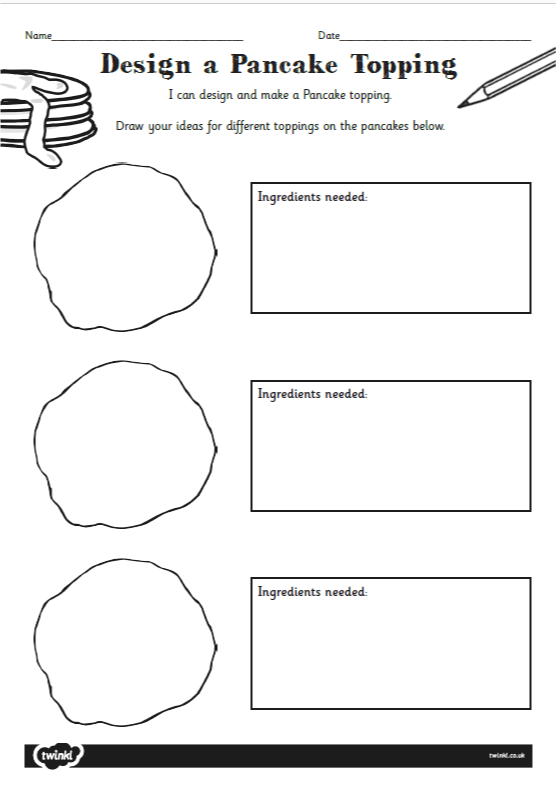 Name Date
Design a Pancake Topping
I can design and make a Pancake topping.
Draw your ideas for different toppings on the pancakes below.
Ingredients needed:
Ingredients needed:
Ingredients needed:
twinkl twinkl.co.uk